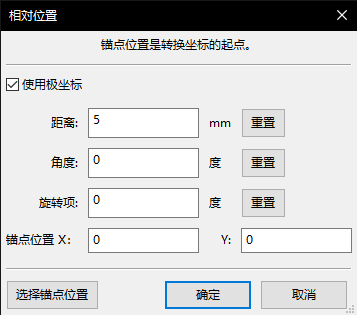 相对位置
锚点位置是转换坐标的起点。
使用极坐标
距离: 5 mm 重置
角度: 0 度 重置
旋转项: 0 度 重置
锚点位置 X: 0 Y: 0
选择锚点位置 确定 取消